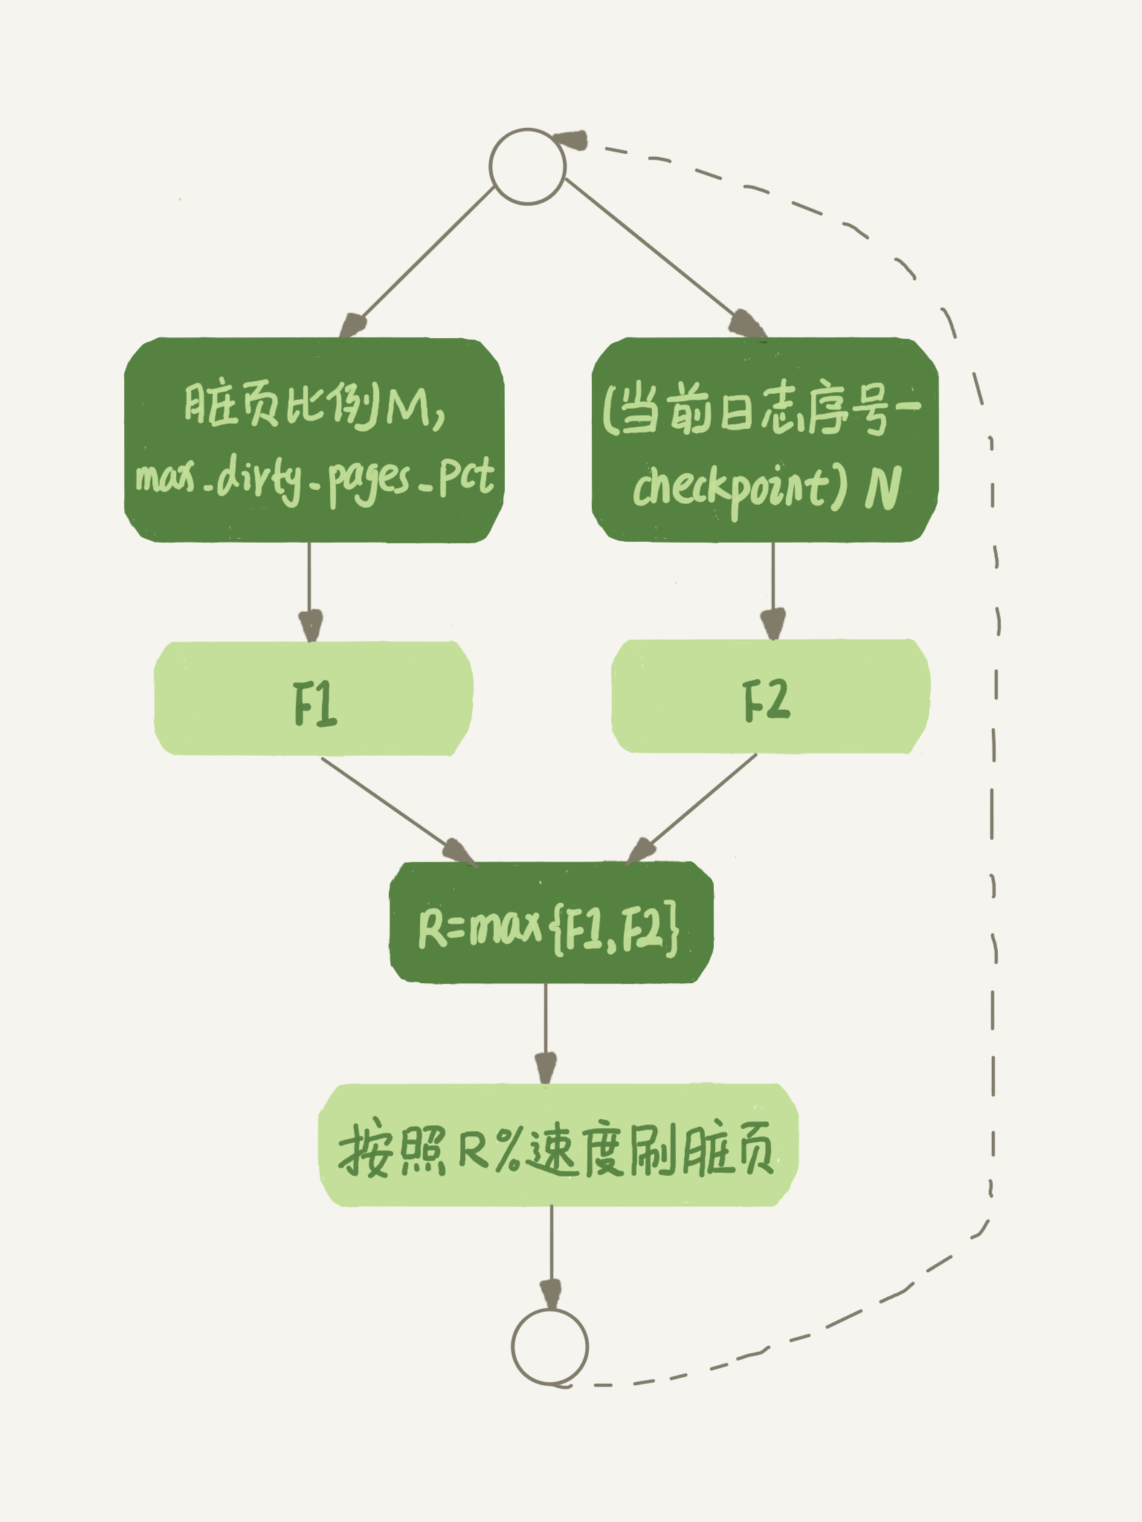 脏页比例M,
max_dirty_pages_pct
(当前日志序号-
checkpoint) N
F1
F2
R=max{F1,F2}
按照R%速度刷脏页